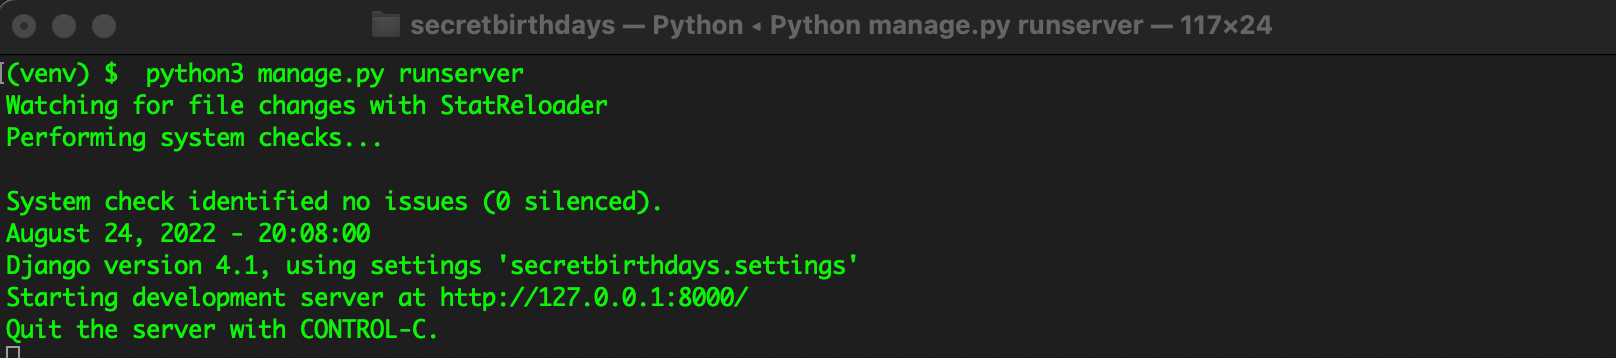 secretbirthdays — Python ◂ Python manage.py runserver — 117×24
(venv) $  python3 manage.py runserver
Watching for file changes with StatReloader
Performing system checks...

System check identified no issues (0 silenced).
August 24, 2022 - 20:08:00
Django version 4.1, using settings 'secretbirthdays.settings'
Starting development server at http://127.0.0.1:8000/
Quit the server with CONTROL-C.